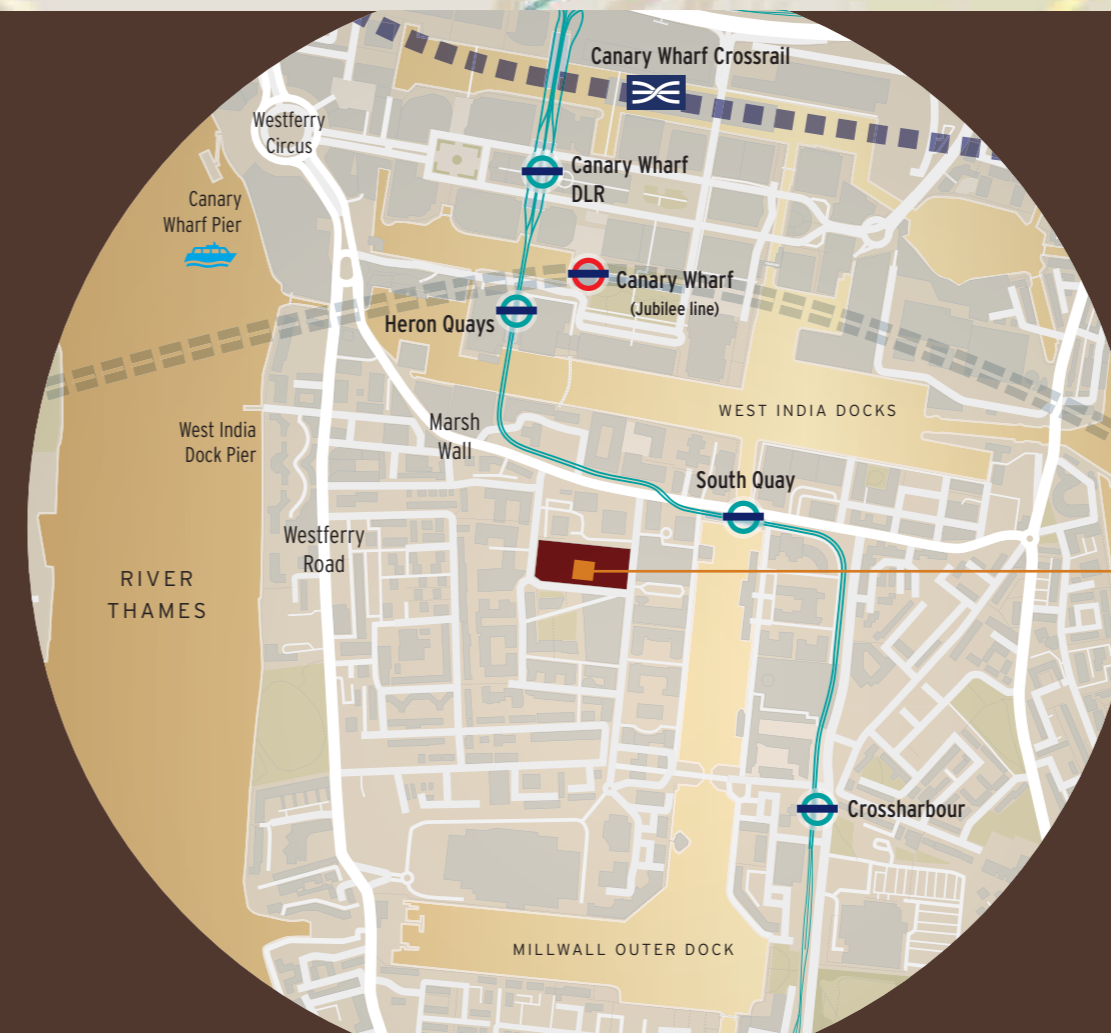 Canary Wharf Crossrail
Westferry
Circus
Canary Wharf
DLR
Canary
Wharf Pier
Canary Wharf
(Jubilee line)
Heron Quays
WEST INDIA DOCKS
Marsh
Wall
West India
Dock Pier
South Quay
Westferry
Road
RIVER
THAMES
Crossharbour
MILLWALL OUTER DOCK